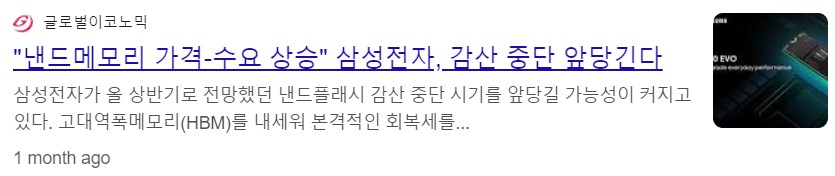 글로벌이코노믹
"낸드메모리 가격-수요 상승" 삼성전자, 감산 중단 앞당긴다
삼성전자가 올 상반기로 전망했던 낸드플래시 감산 중단 시기를 앞당길 가능성이 커지고
있다. 고대역폭메모리(HBM)를 내세워 본격적인 회복세를...
1 month ago
0 EVO
grade everyday performance